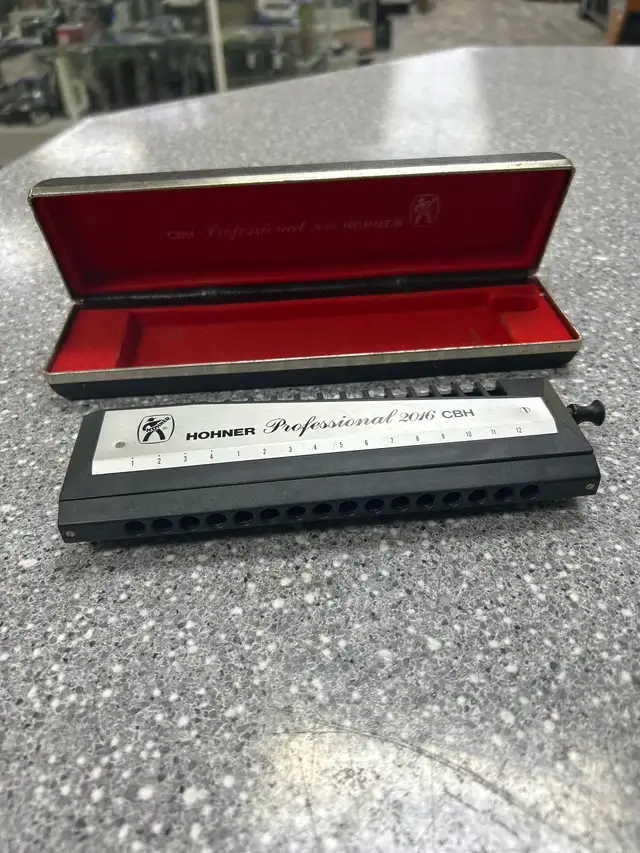 CBH Professional 2016 HOHNER
HOHNER Professional 2016 CBH
1 2 3 4 1 2 3 4 5 6 7 8 9 10 11 12